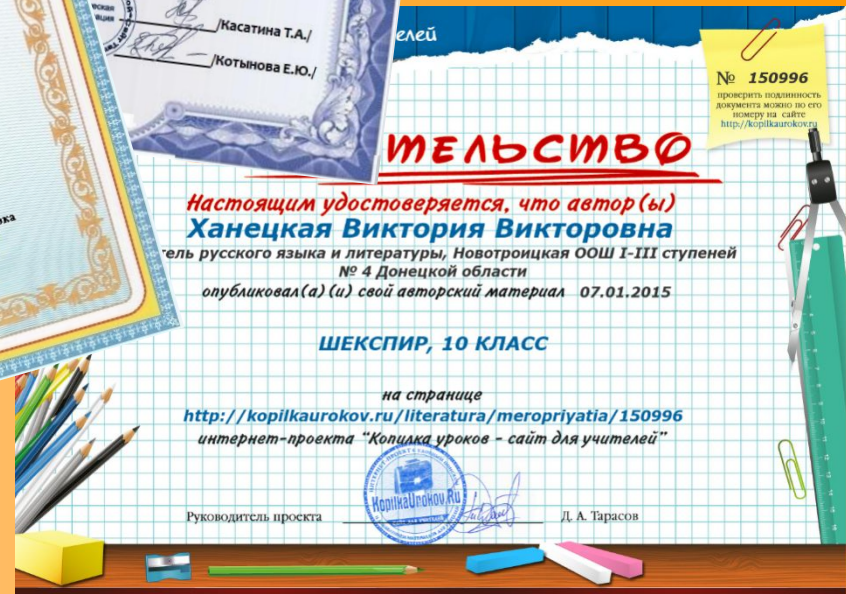 /Касатина Т.А./
/Котынова Е.Ю./
елей
№ 150996
проверить подлинность
документа можно по его
номеру на сайте
http://kopilkaurokov.ru
ТЕЛЬСТВО
Настоящим удостоверяется, что автор(ы)
Ханецкая Виктория Викторовна
тель русского языка и литературы, Новотроицкая ООШ I-III ступеней
№ 4 Донецкой области
опубликовал(а)(и) свой авторский материал 07.01.2015
ШЕКСПИР, 10 КЛАСС
на странице
http://kopilkaurokov.ru/literatura/meropriyatia/150996
интернет-проекта "Копилка уроков - сайт для учителей"
KopilkaUrokov.Ru
Руководитель проекта Д. А. Тарасов